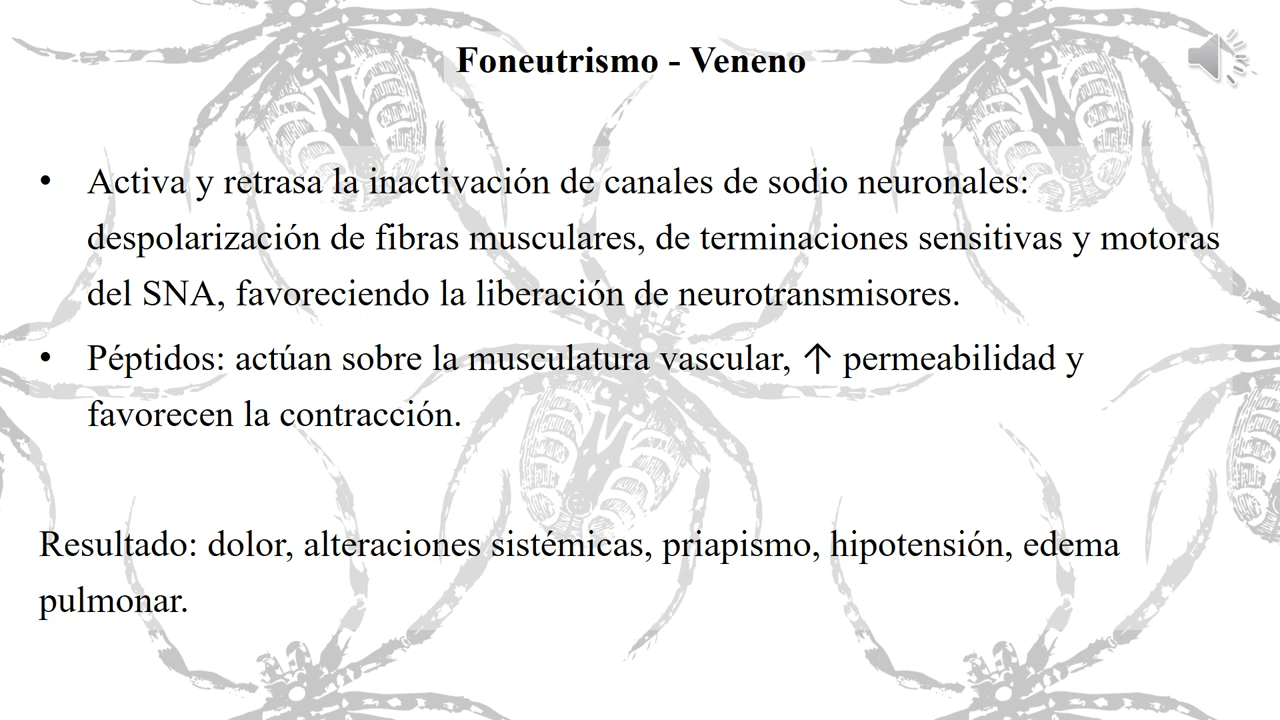 Foneutrismo - Veneno
• Activa y retrasa la inactivación de canales de sodio neuronales:
despolarización de fibras musculares, de terminaciones sensitivas y motoras
del SNA, favoreciendo la liberación de neurotransmisores.
• Péptidos: actúan sobre la musculatura vascular, ↑ permeabilidad y
favorecen la contracción.
Resultado: dolor, alteraciones sistémicas, priapismo, hipotensión, edema
pulmonar.